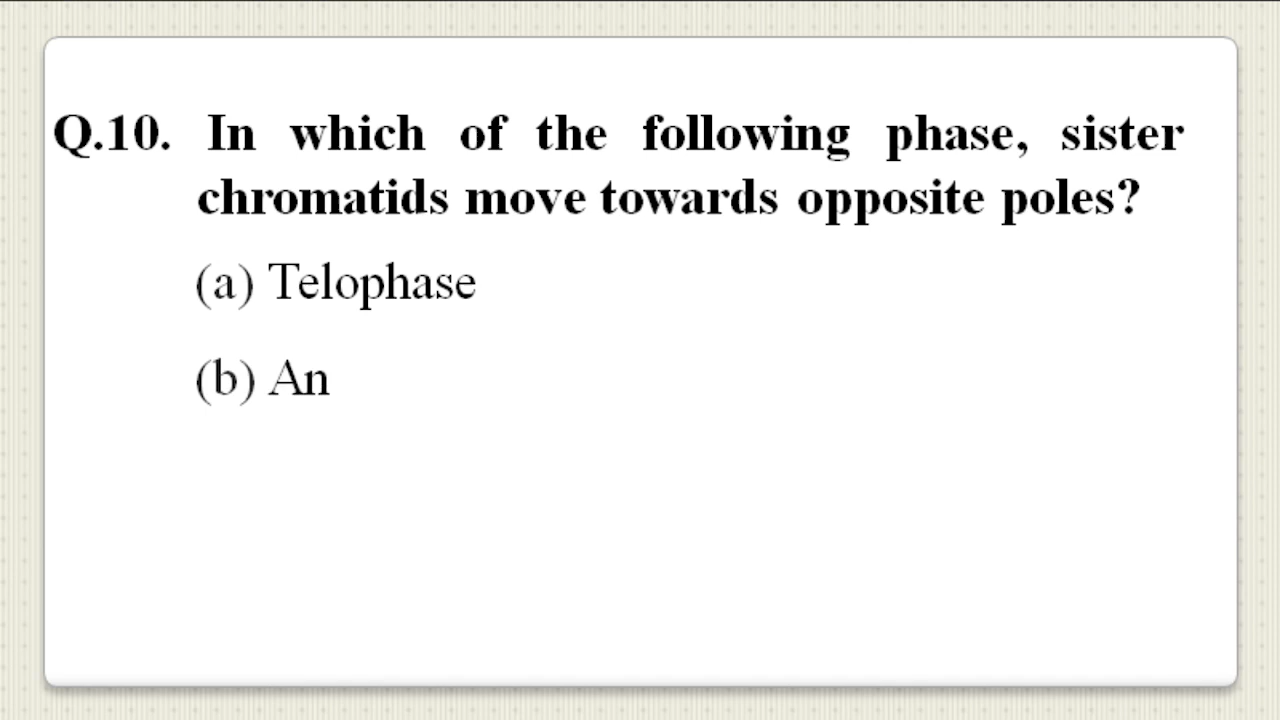 Q.10. In which of the following phase, sister
chromatids move towards opposite poles?
(a) Telophase
(b) An